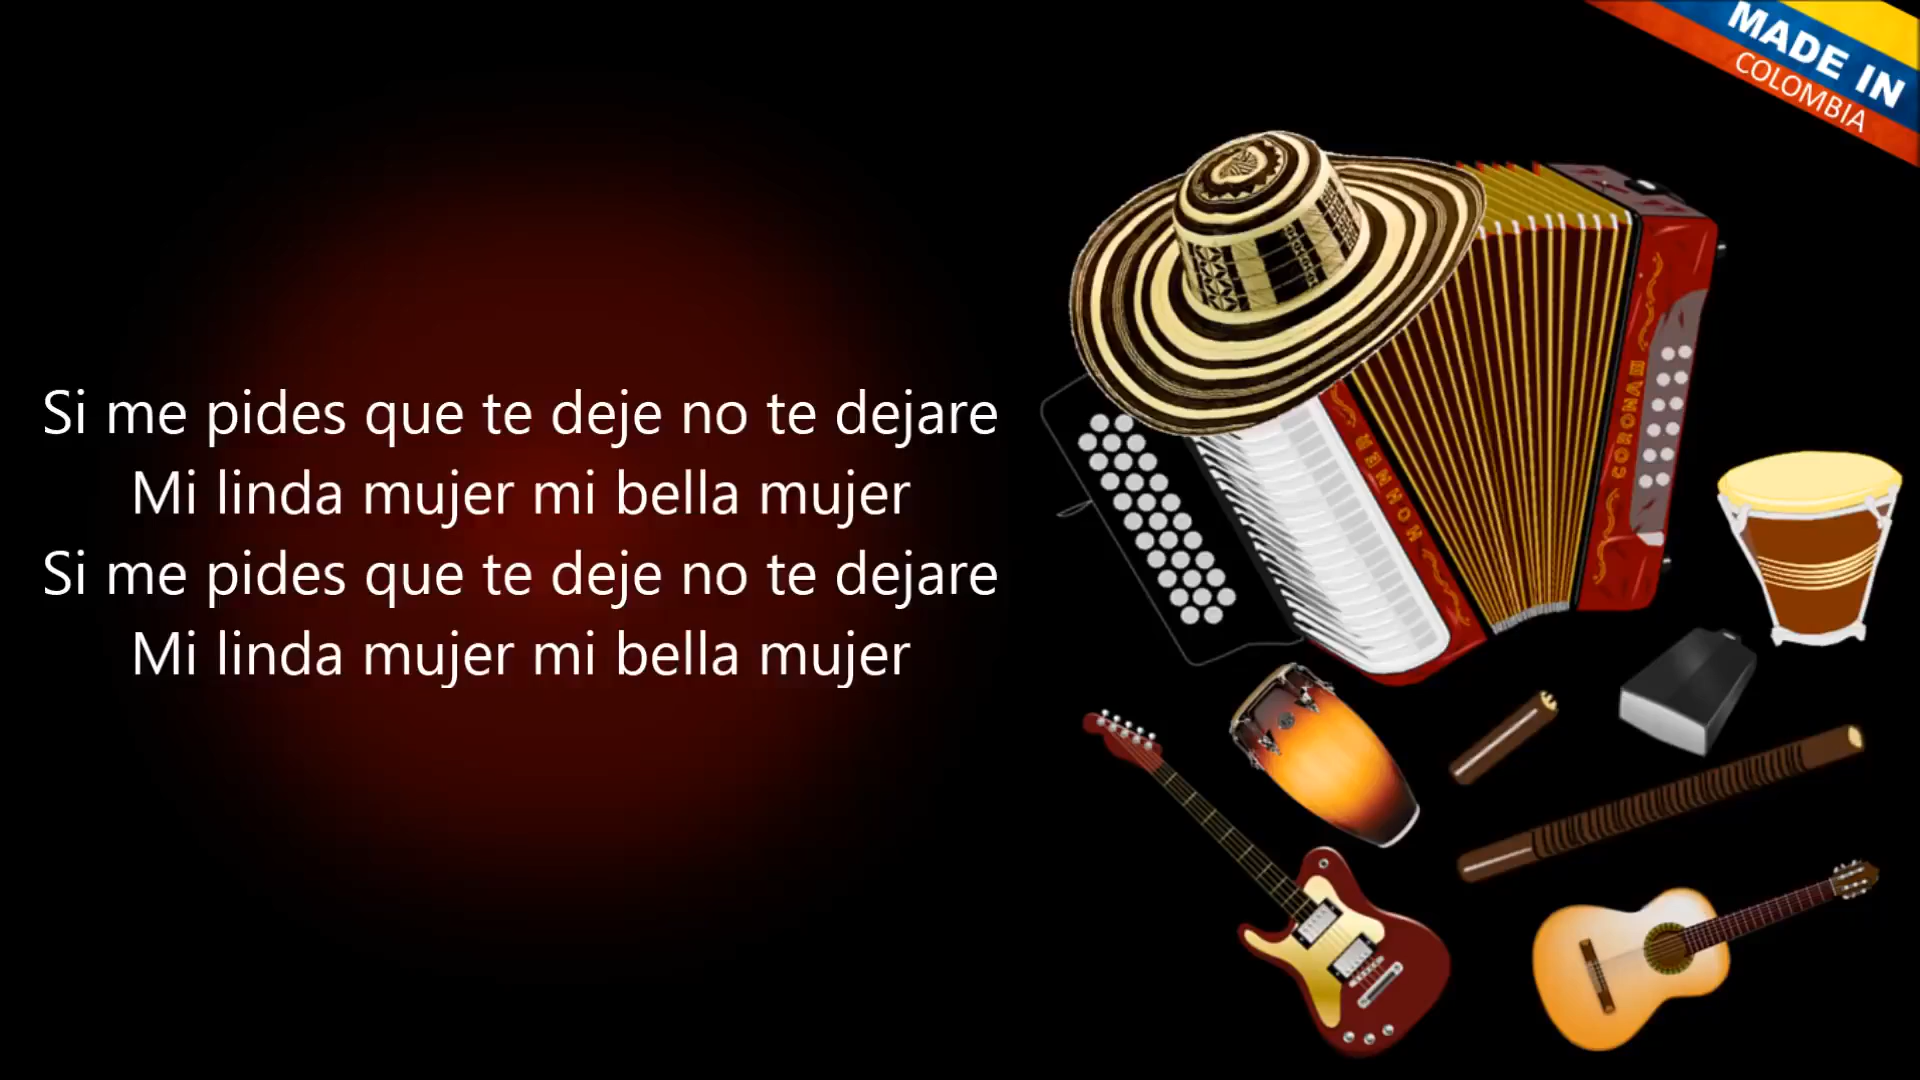 MADE IN
COLOMBIA
Si me pides que te deje no te dejare
Mi linda mujer mi bella mujer
Si me pides que te deje no te dejare
Mi linda mujer mi bella mujer
CORONA III